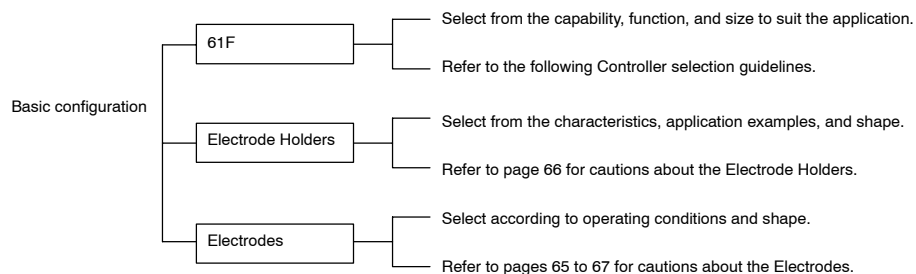 Select from the capability, function, and size to suit the application.
61F
Refer to the following Controller selection guidelines.
Basic configuration
Select from the characteristics, application examples, and shape.
Electrode Holders
Refer to page 66 for cautions about the Electrode Holders.
Select according to operating conditions and shape.
Electrodes
Refer to pages 65 to 67 for cautions about the Electrodes.